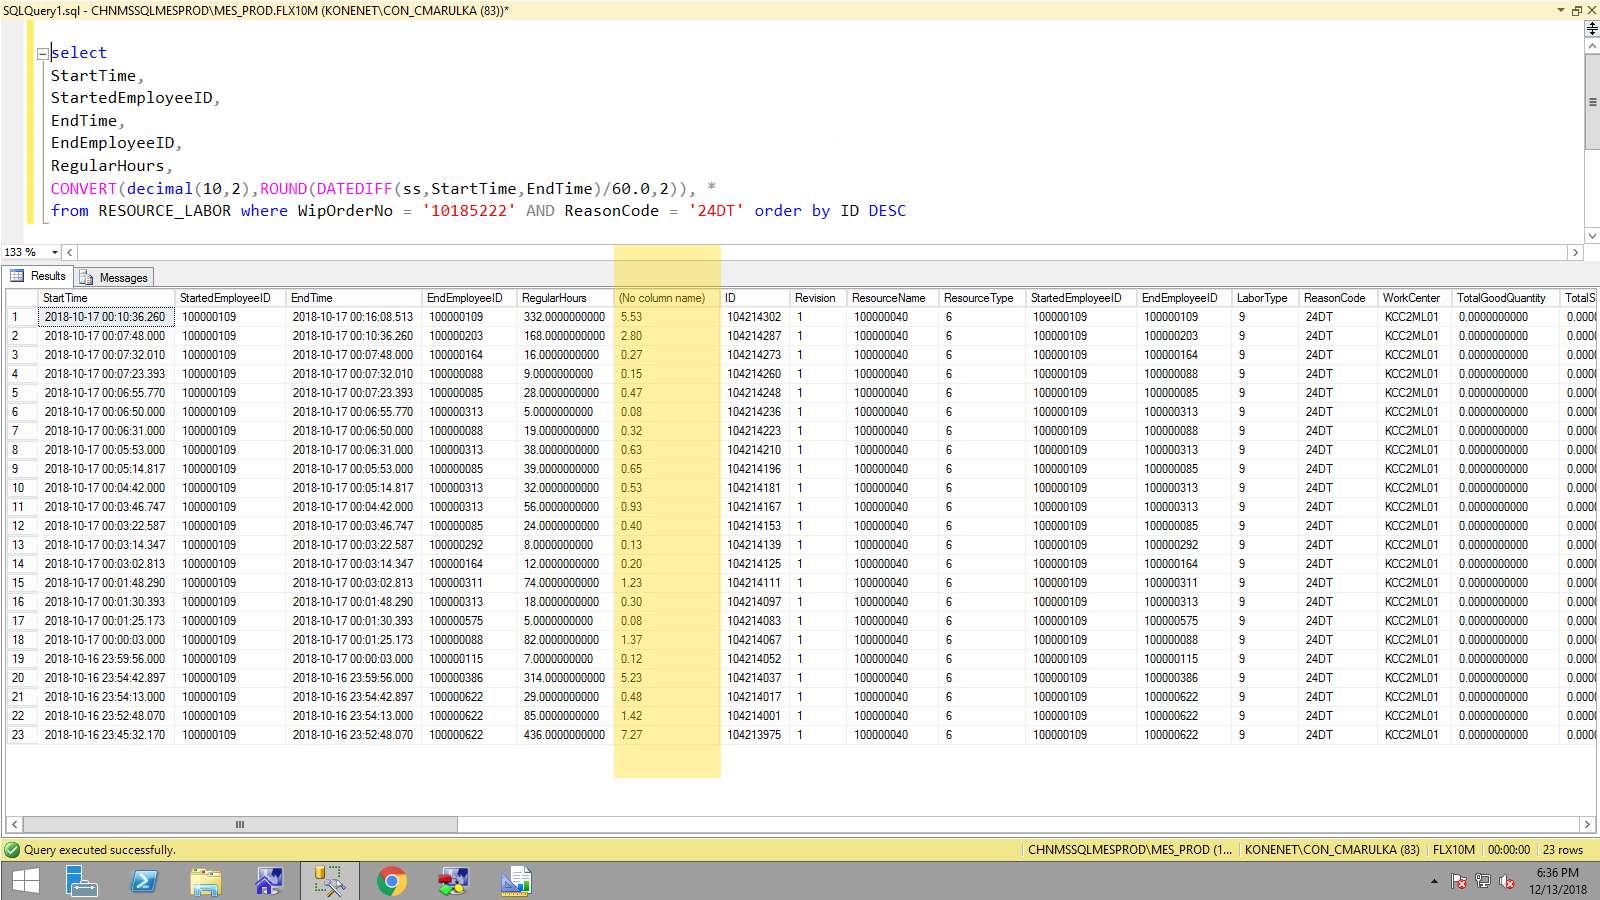 SQLQuery1.sql - CHNMSSQLMESPROD\MES_PROD.FLX10M (KONENET\CON_CMARULKA (83))*
select
StartTime,
StartedEmployeeID,
EndTime,
EndEmployeeID,
RegularHours,
CONVERT(decimal(10,2),ROUND(DATEDIFF(ss,StartTime,EndTime)/60.0,2)), *
from RESOURCE_LABOR where WipOrderNo = '10185222' AND ReasonCode = '24DT' order by ID DESC
133 %
Results Messages
StartTime StartedEmployeeID EndTime EndEmployeeID RegularHours (No column name) ID Revision ResourceName ResourceType StartedEmployeeID EndEmployeeID LaborType ReasonCode WorkCenter TotalGoodQuantity TotalS
1 2018-10-17 00:10:36.260 100000109 2018-10-17 00:16:08.513 100000109 332.0000000000 5.53 104214302 1 100000040 6 100000109 100000109 9 24DT KCC2ML01 0.0000000000 0.000
2 2018-10-17 00:07:48.000 100000109 2018-10-17 00:10:36.260 100000203 168.0000000000 2.80 104214287 1 100000040 6 100000109 100000203 9 24DT KCC2ML01 0.0000000000 0.000
3 2018-10-17 00:07:32.010 100000109 2018-10-17 00:07:48.000 100000164 16.0000000000 0.27 104214273 1 100000040 6 100000109 100000164 9 24DT KCC2ML01 0.0000000000 0.000
4 2018-10-17 00:07:23.393 100000109 2018-10-17 00:07:32.010 100000088 9.0000000000 0.15 104214260 1 100000040 6 100000109 100000088 9 24DT KCC2ML01 0.0000000000 0.000
5 2018-10-17 00:06:55.770 100000109 2018-10-17 00:07:23.393 100000085 28.0000000000 0.47 104214248 1 100000040 6 100000109 100000085 9 24DT KCC2ML01 0.0000000000 0.000
6 2018-10-17 00:06:50.000 100000109 2018-10-17 00:06:55.770 100000313 5.0000000000 0.08 104214236 1 100000040 6 100000109 100000313 9 24DT KCC2ML01 0.0000000000 0.000
7 2018-10-17 00:06:31.000 100000109 2018-10-17 00:06:50.000 100000088 19.0000000000 0.32 104214223 1 100000040 6 100000109 100000088 9 24DT KCC2ML01 0.0000000000 0.000
8 2018-10-17 00:05:53.000 100000109 2018-10-17 00:06:31.000 100000313 38.0000000000 0.63 104214210 1 100000040 6 100000109 100000313 9 24DT KCC2ML01 0.0000000000 0.000
9 2018-10-17 00:05:14.817 100000109 2018-10-17 00:05:53.000 100000085 39.0000000000 0.65 104214196 1 100000040 6 100000109 100000085 9 24DT KCC2ML01 0.0000000000 0.000
10 2018-10-17 00:04:42.000 100000109 2018-10-17 00:05:14.817 100000313 32.0000000000 0.53 104214181 1 100000040 6 100000109 100000313 9 24DT KCC2ML01 0.0000000000 0.000
11 2018-10-17 00:03:46.747 100000109 2018-10-17 00:04:42.000 100000313 56.0000000000 0.93 104214167 1 100000040 6 100000109 100000313 9 24DT KCC2ML01 0.0000000000 0.000
12 2018-10-17 00:03:22.587 100000109 2018-10-17 00:03:46.747 100000085 24.0000000000 0.40 104214153 1 100000040 6 100000109 100000085 9 24DT KCC2ML01 0.0000000000 0.000
13 2018-10-17 00:03:14.347 100000109 2018-10-17 00:03:22.587 100000292 8.0000000000 0.13 104214139 1 100000040 6 100000109 100000292 9 24DT KCC2ML01 0.0000000000 0.000
14 2018-10-17 00:03:02.813 100000109 2018-10-17 00:03:14.347 100000164 12.0000000000 0.20 104214125 1 100000040 6 100000109 100000164 9 24DT KCC2ML01 0.0000000000 0.000
15 2018-10-17 00:01:48.290 100000109 2018-10-17 00:03:02.813 100000311 74.0000000000 1.23 104214111 1 100000040 6 100000109 100000311 9 24DT KCC2ML01 0.0000000000 0.000
16 2018-10-17 00:01:30.393 100000109 2018-10-17 00:01:48.290 100000313 18.0000000000 0.30 104214097 1 100000040 6 100000109 100000313 9 24DT KCC2ML01 0.0000000000 0.000
17 2018-10-17 00:01:25.173 100000109 2018-10-17 00:01:30.393 100000575 5.0000000000 0.08 104214083 1 100000040 6 100000109 100000575 9 24DT KCC2ML01 0.0000000000 0.000
18 2018-10-17 00:00:03.000 100000109 2018-10-17 00:01:25.173 100000088 82.0000000000 1.37 104214067 1 100000040 6 100000109 100000088 9 24DT KCC2ML01 0.0000000000 0.000
19 2018-10-16 23:59:56.000 100000109 2018-10-17 00:00:03.000 100000115 7.0000000000 0.12 104214052 1 100000040 6 100000109 100000115 9 24DT KCC2ML01 0.0000000000 0.000
20 2018-10-16 23:54:42.897 100000109 2018-10-16 23:59:56.000 100000386 314.0000000000 5.23 104214037 1 100000040 6 100000109 100000386 9 24DT KCC2ML01 0.0000000000 0.000
21 2018-10-16 23:54:13.000 100000109 2018-10-16 23:54:42.897 100000622 29.0000000000 0.48 104214017 1 100000040 6 100000109 100000622 9 24DT KCC2ML01 0.0000000000 0.000
22 2018-10-16 23:52:48.070 100000109 2018-10-16 23:54:13.000 100000622 85.0000000000 1.42 104214001 1 100000040 6 100000109 100000622 9 24DT KCC2ML01 0.0000000000 0.000
23 2018-10-16 23:45:32.170 100000109 2018-10-16 23:52:48.070 100000622 436.0000000000 7.27 104213975 1 100000040 6 100000109 100000622 9 24DT KCC2ML01 0.0000000000 0.000
Query executed successfully. CHNMSSQLMESPROD\MES_PROD (1... KONENET\CON_CMARULKA (83) FLX10M 00:00:00 23 rows
6:36 PM
12/13/2018